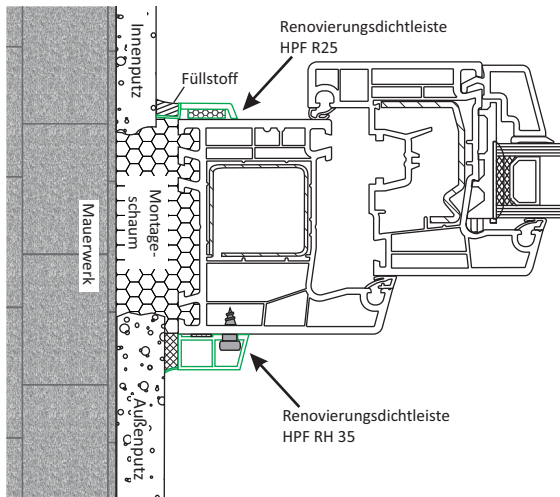 Renovierungsdichtleiste
HPF R25
Innenputz
Füllstoff
Mauerwerk
Montage-
schaum
Außenputz
Renovierungsdichtleiste
HPF RH 35